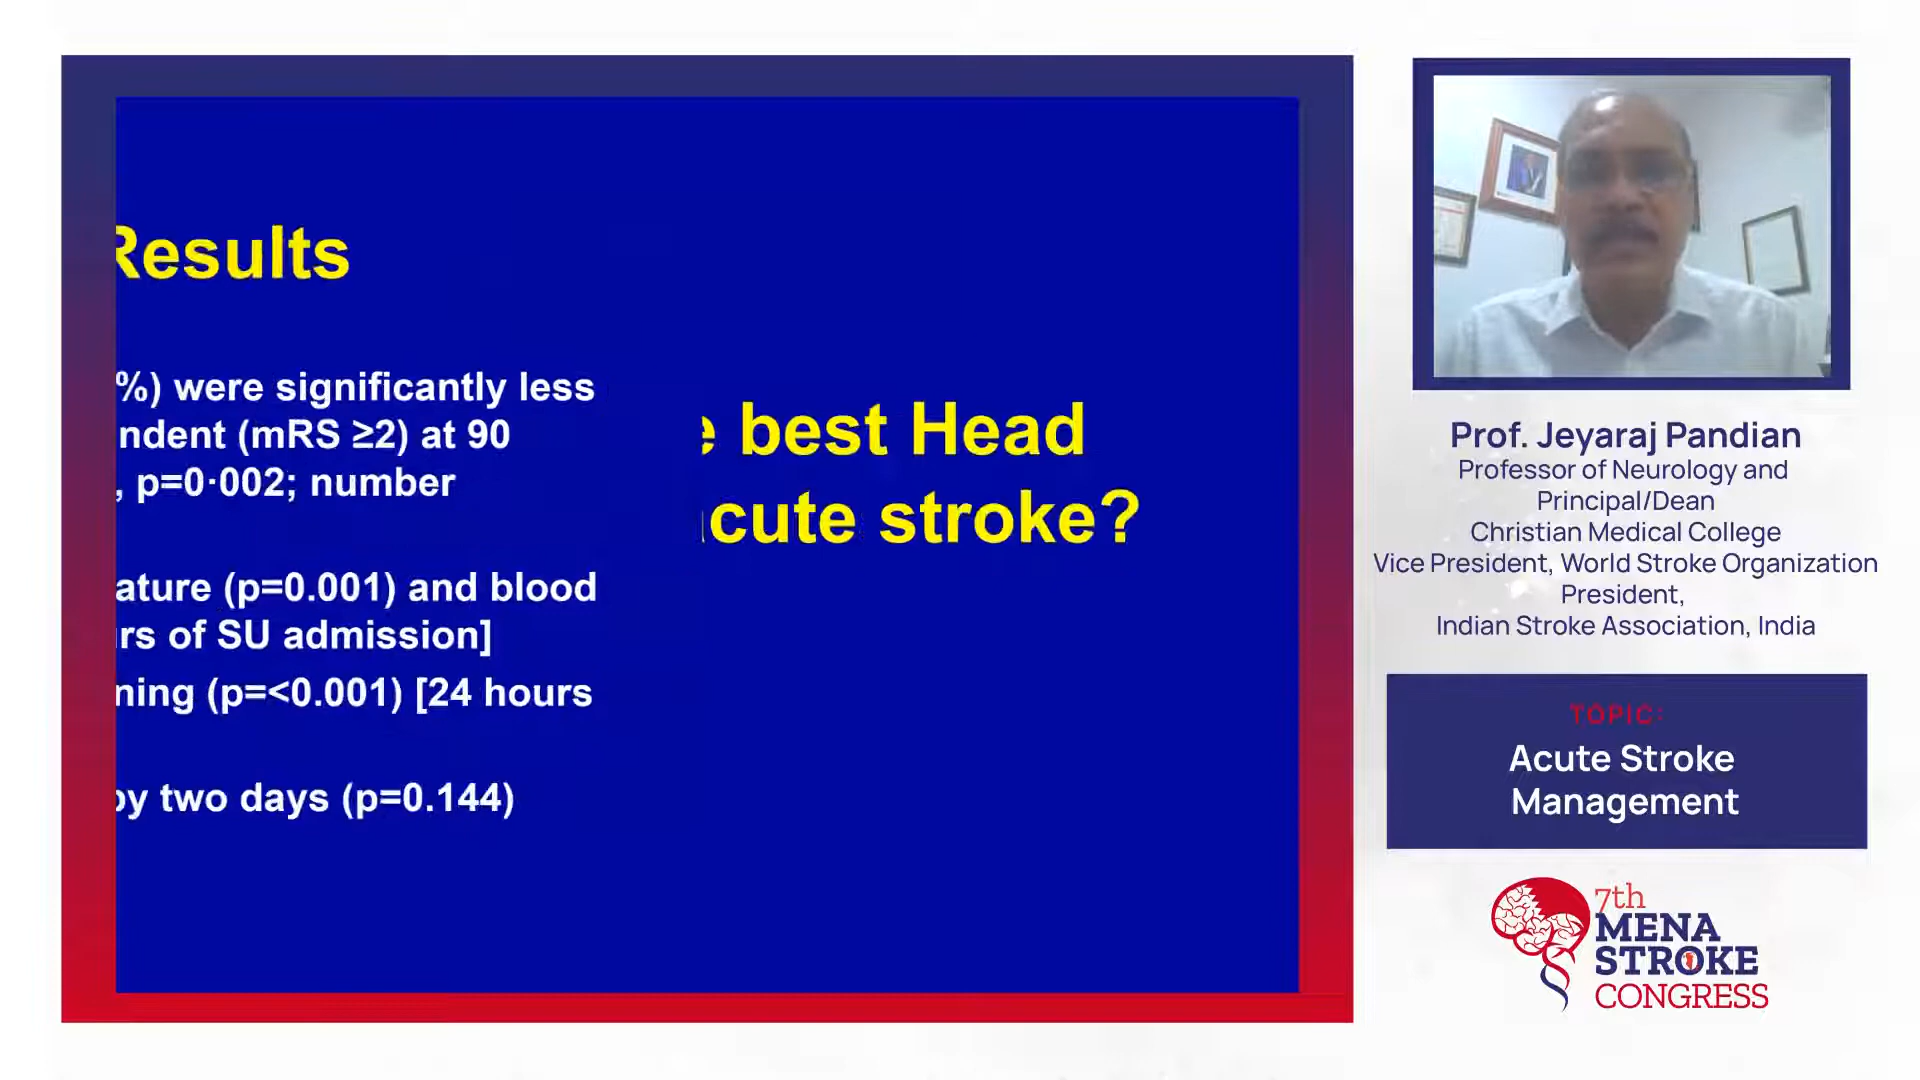 Results
%) were significantly less
ndent (mRS ≥2) at 90
, p=0·002; number
ature (p=0.001) and blood
rs of SU admission]
ning (p=<0.001) [24 hours
by two days (p=0.144)
e best Head
acute stroke?
Prof. Jeyaraj Pandian
Professor of Neurology and
Principal/Dean
Christian Medical College
Vice President, World Stroke Organization
President,
Indian Stroke Association, India
TOPIC:
Acute Stroke
Management
7th
MENA
STROKE
CONGRESS